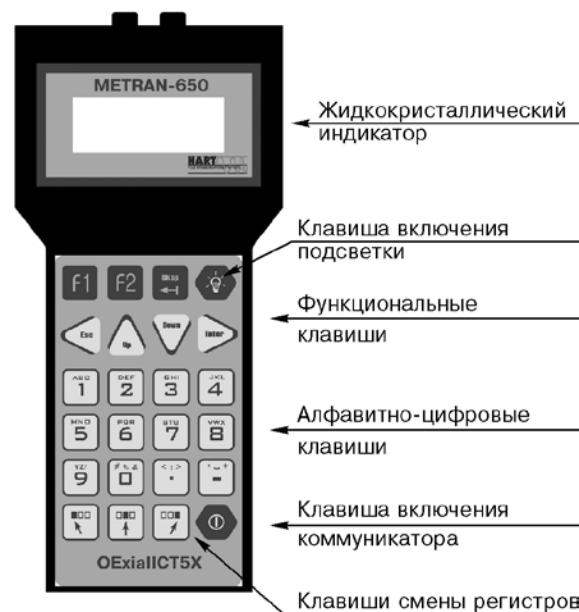 METRAN-650
HART
Жидкокристаллический
индикатор
Клавиша включения
подсветки
F1 F2
Esc Up Down Inter
Функциональные
клавиши
ABC DEF GHI JKL
1 2 3 4
Алфавитно-цифровые
клавиши
MNO PQR STU VWX
5 6 7 8
YZ/ # % & < : > * _ +
9 0 . -
Клавиша включения
коммуникатора
OExiaIICT5X
Клавиши смены регистров